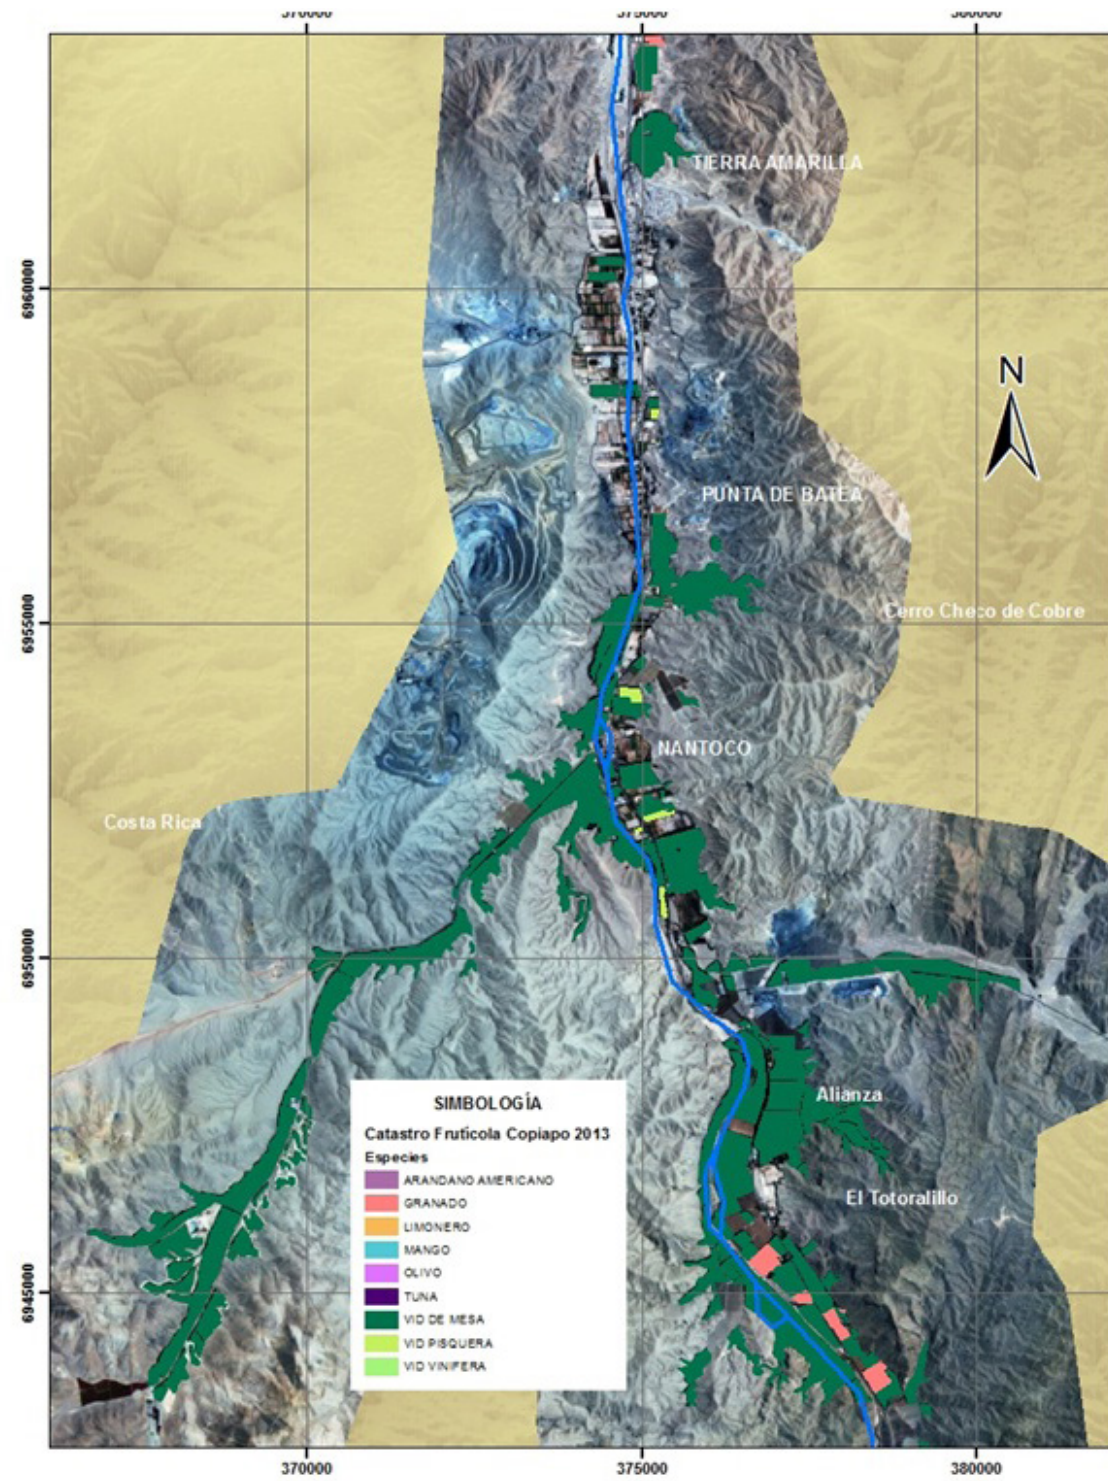 370000 375000 380000
TIERRA AMARILLA
6960000
N
PUNTA DE BATEA
Cerro Checo de Cobre
6955000
NANTOCO
Costa Rica
6950000
Alianza
El Totoralillo
6945000
SIMBOLOGÍA
Catastro Frutícola Copiapo 2013
Especies
ARANDANO AMERICANO
GRANADO
LIMONERO
MANGO
OLIVO
TUNA
VID DE MESA
VID PISQUERA
VID VINIFERA
370000 375000 380000